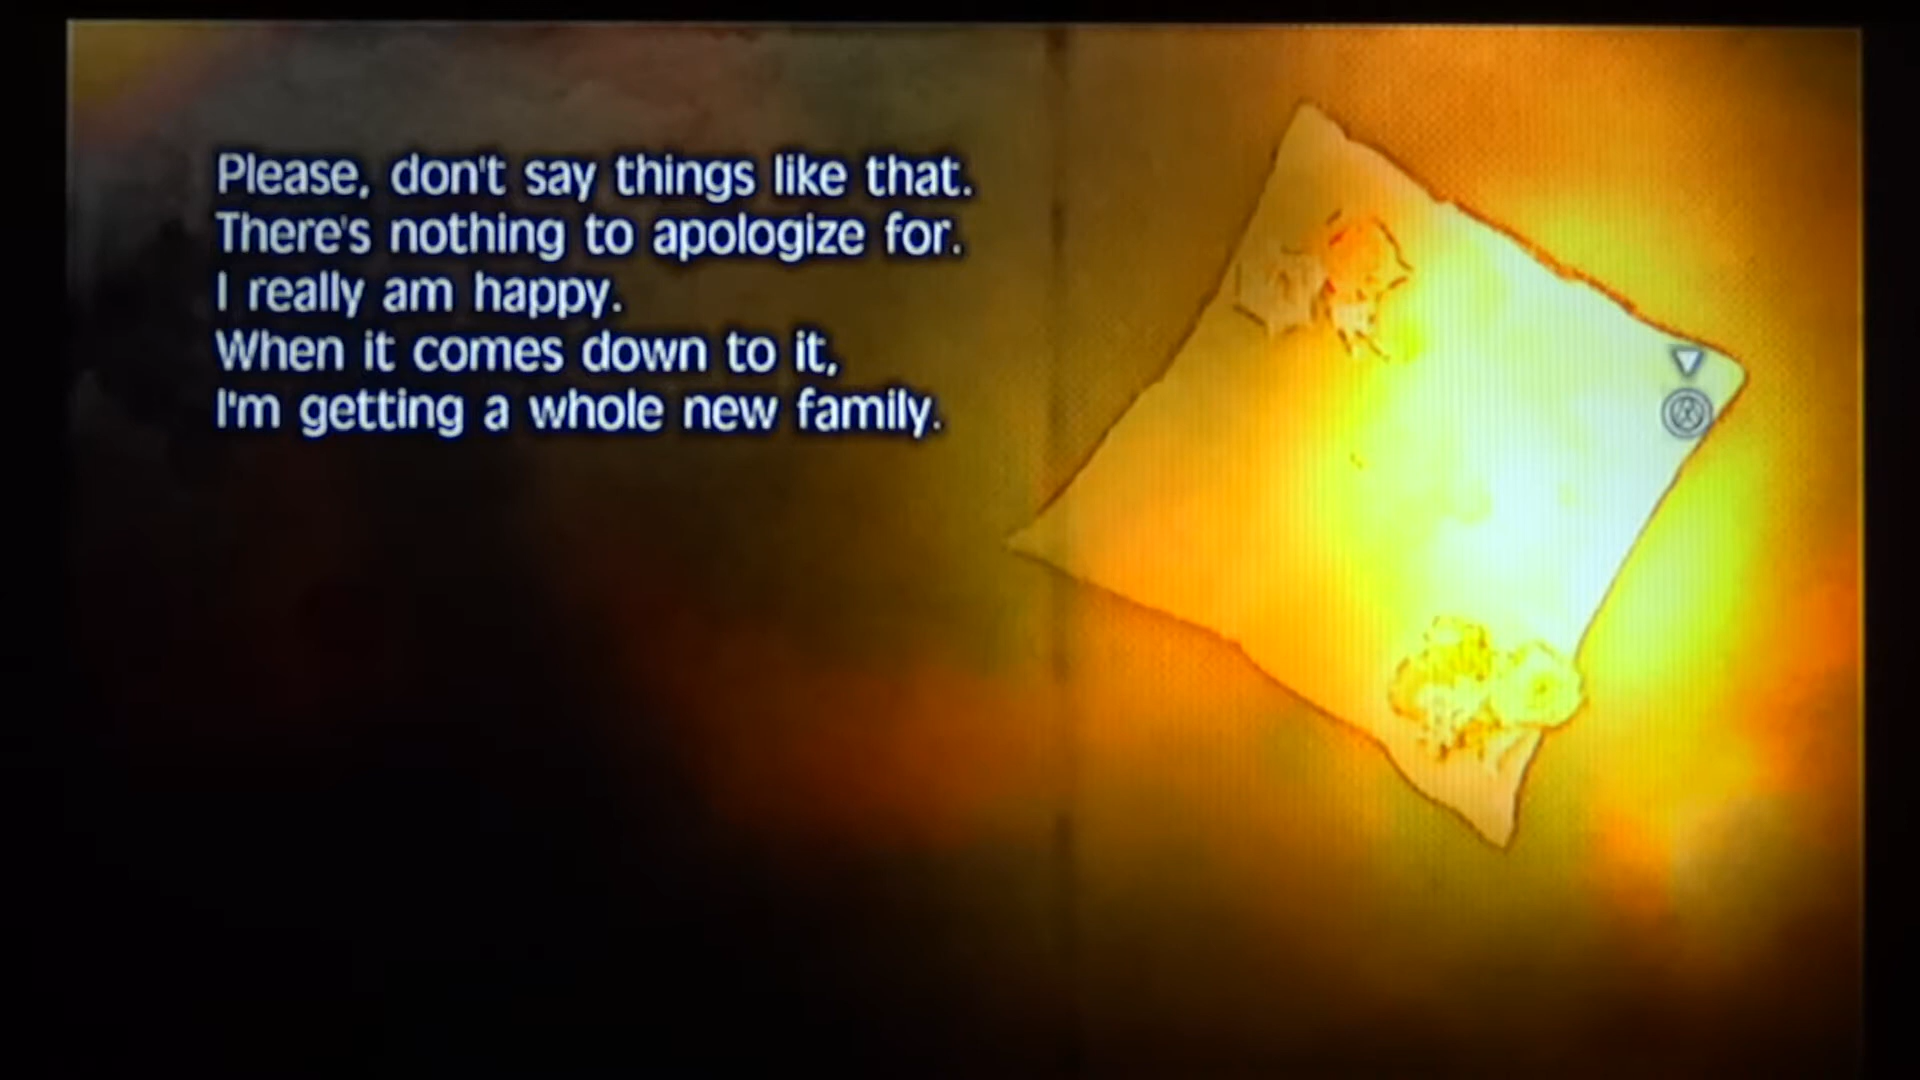 Please, don't say things like that.
There's nothing to apologize for.
I really am happy.
When it comes down to it,
I'm getting a whole new family.